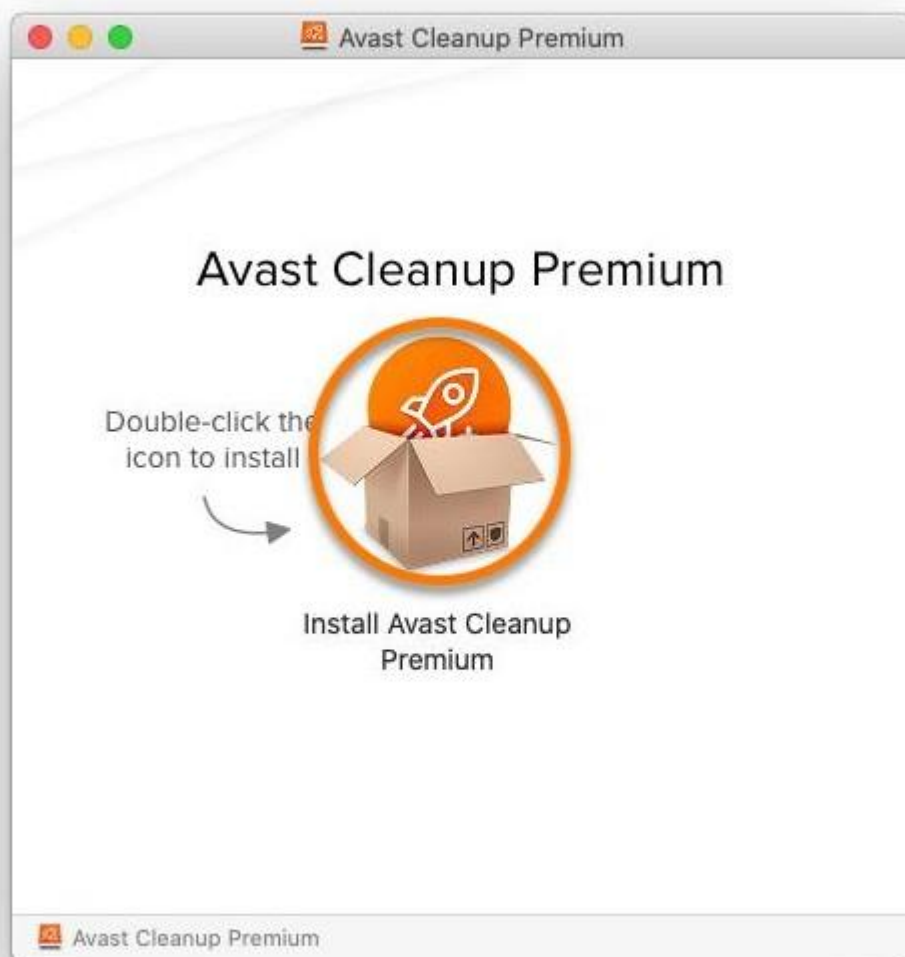 Avast Cleanup Premium
Avast Cleanup Premium
Double-click the
icon to install
Install Avast Cleanup
Premium
Avast Cleanup Premium